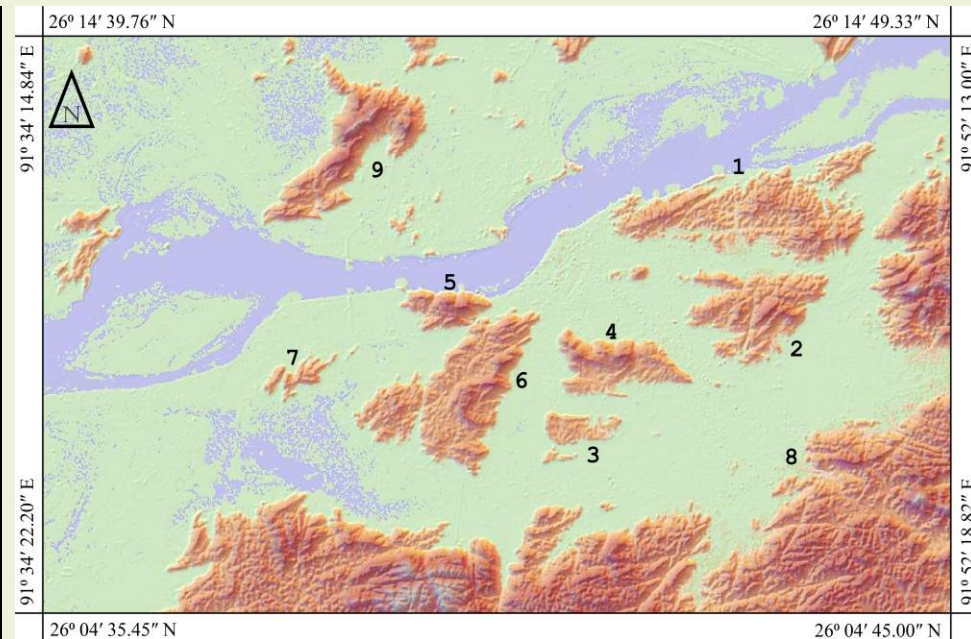 26º 14′ 39.76″ N
26º 14′ 49.33″ N
91º 34′ 14.84″ E
91º 52′ 13.00″ E
N
1
9
5
4
7
2
6
3
8
91º 34′ 22.20″ E
91º 52′ 18.82″ E
26º 04′ 35.45″ N
26º 04′ 45.00″ N